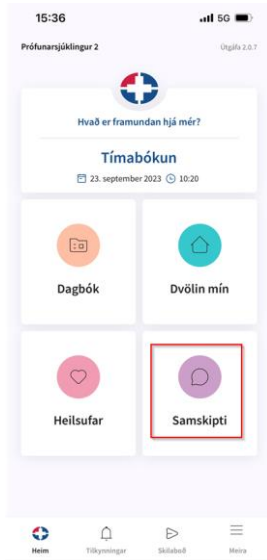 15:36
5G
Prófunarsjúklingur 2
Útgáfa 2.0.7
Hvað er framundan hjá mér?
Tímabókun
23. september 2023 10:20
Dagbók
Dvölin mín
Heilsufar
Samskipti
Heim
Tilkynningar
Skilaboð
Meira